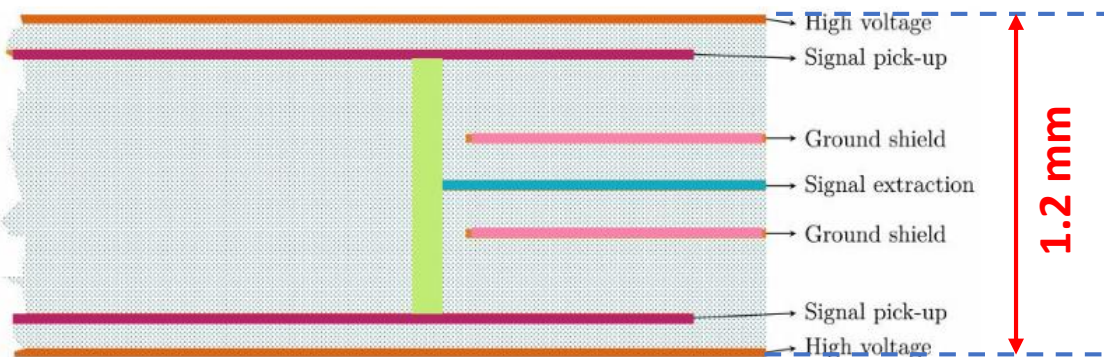 High voltage
Signal pick-up
Ground shield
Signal extraction
Ground shield
Signal pick-up
High voltage
1.2 mm